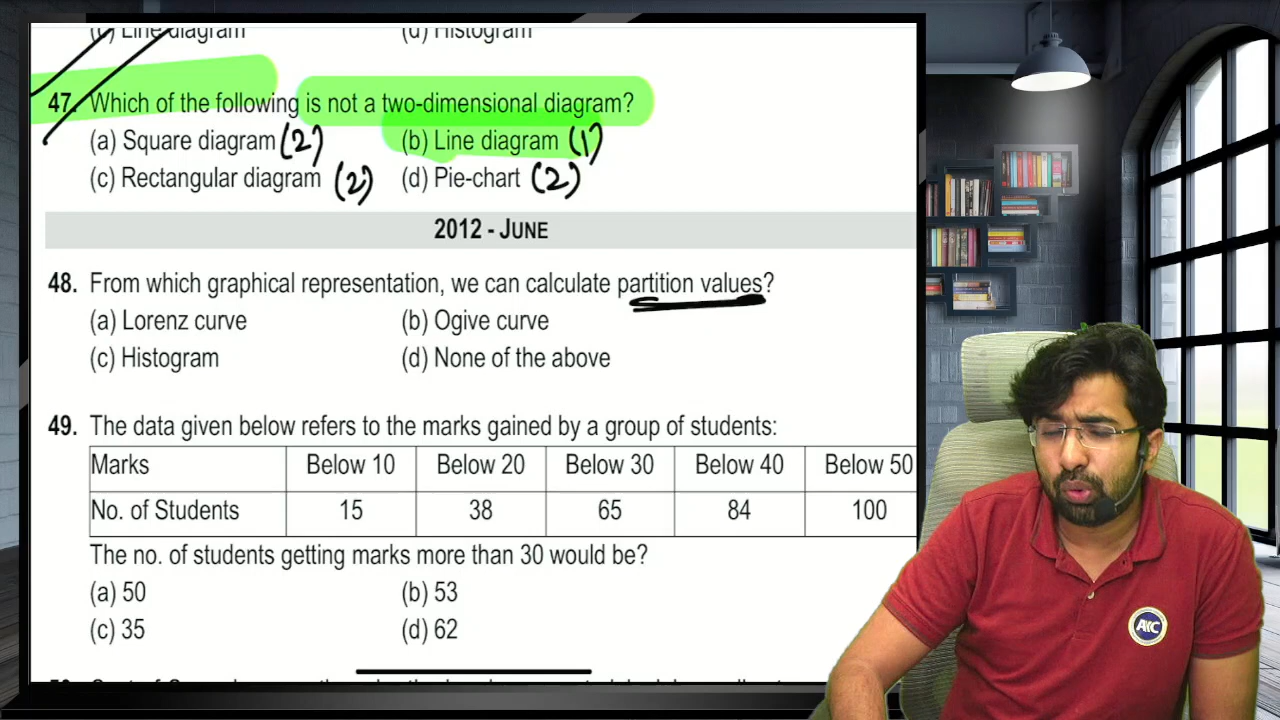 (c) Line diagram (d) Histogram
47. Which of the following is not a two-dimensional diagram?
(a) Square diagram (2) (b) Line diagram (1)
(c) Rectangular diagram (2) (d) Pie-chart (2)
2012 - JUNE
48. From which graphical representation, we can calculate partition values?
(a) Lorenz curve (b) Ogive curve
(c) Histogram (d) None of the above
49. The data given below refers to the marks gained by a group of students:
Marks Below 10 Below 20 Below 30 Below 40 Below 50
No. of Students 15 38 65 84 100
The no. of students getting marks more than 30 would be?
(a) 50 (b) 53
(c) 35 (d) 62